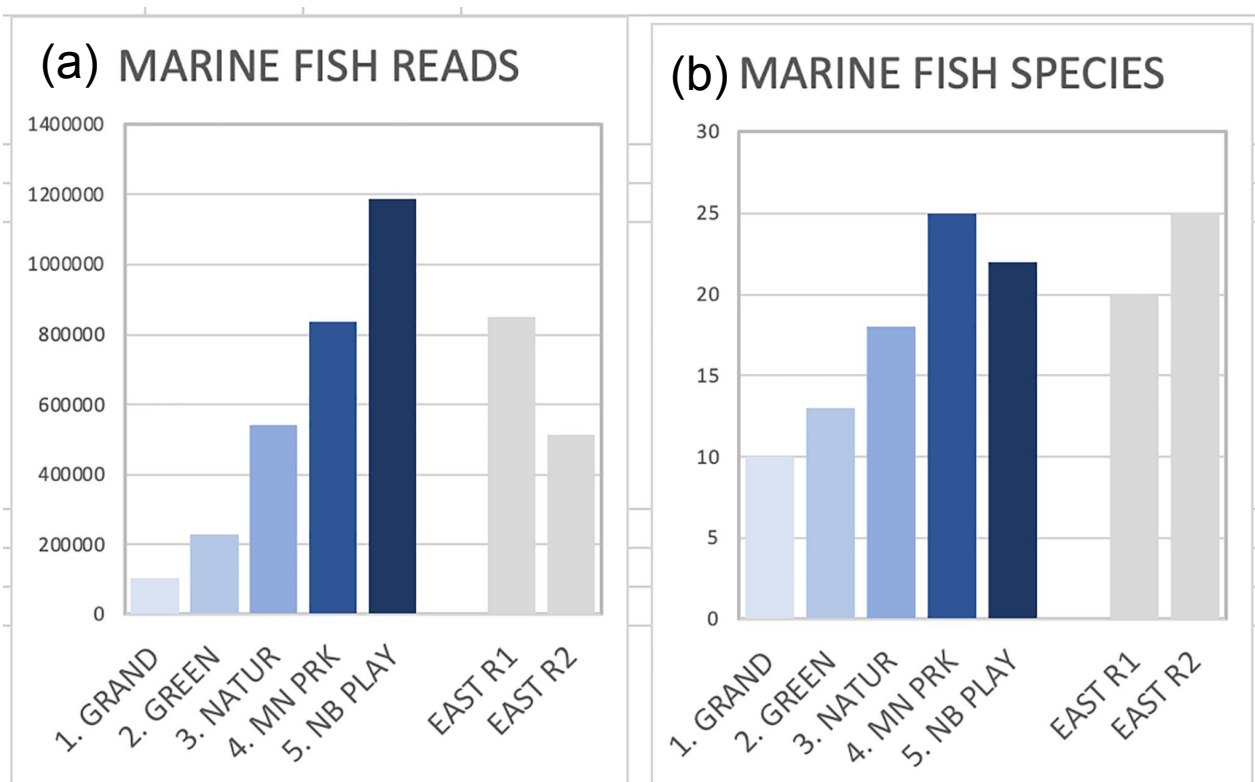 (a) MARINE FISH READS
1400000
1200000
1000000
800000
600000
400000
200000
0
1. GRAND
2. GREEN
3. NATUR
4. MN PRK
5. NB PLAY
EAST R1
EAST R2
(b) MARINE FISH SPECIES
30
25
20
15
10
5
0
1. GRAND
2. GREEN
3. NATUR
4. MN PRK
5. NB PLAY
EAST R1
EAST R2